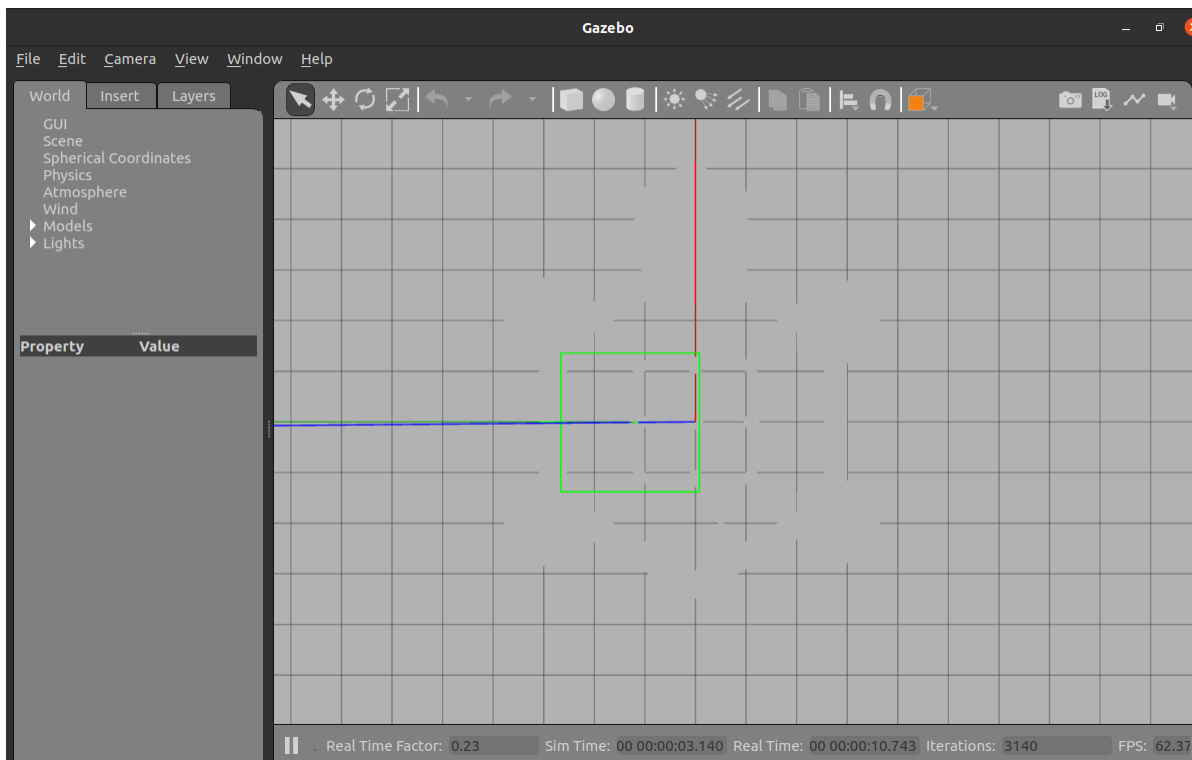 Gazebo
File Edit Camera View Window Help
World Insert Layers
LOG
GUI
Scene
Spherical Coordinates
Physics
Atmosphere
Wind
Models
Lights
Property Value
Real Time Factor: 0.23 Sim Time: 00 00:00:03.140 Real Time: 00 00:00:10.743 Iterations: 3140 FPS: 62.37